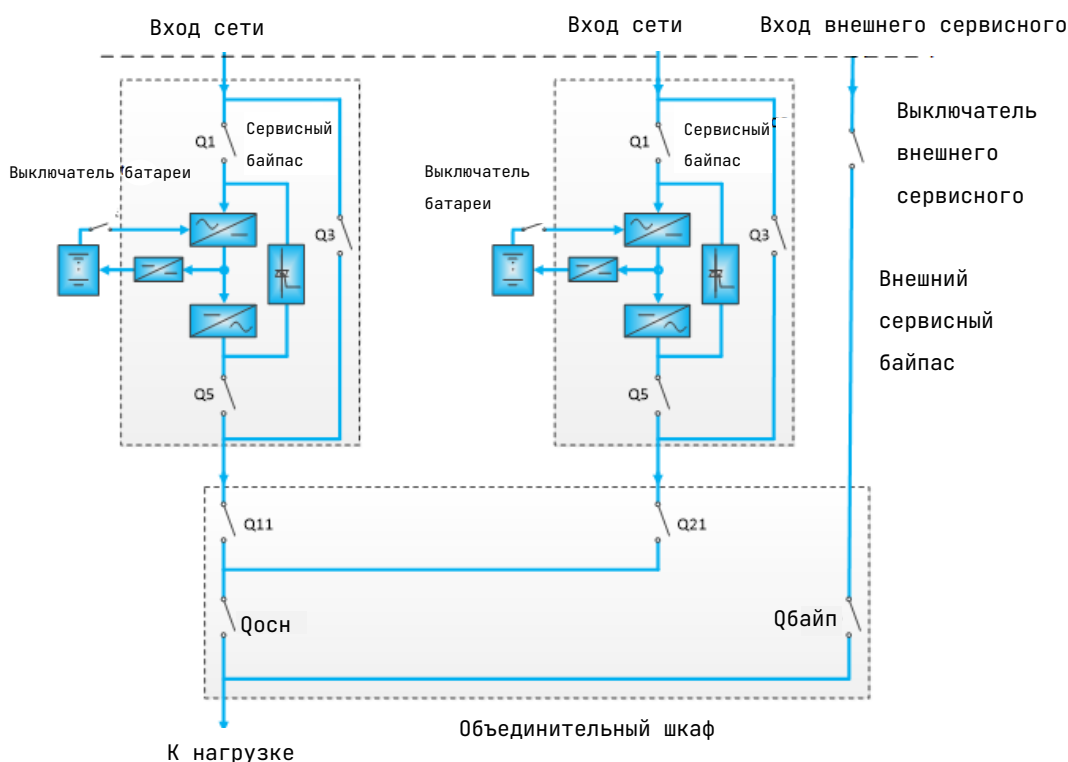 Вход сети
Вход сети
Вход внешнего сервисного
Q1
Сервисный
байпас
Выключатель батареи
Q3
Q5
Q1
Сервисный
байпас
Выключатель
батареи
Q3
Q5
Выключатель
внешнего
сервисного
Внешний
сервисный
байпас
Q11
Q21
Qосн
Qбайп
Объединительный шкаф
К нагрузке